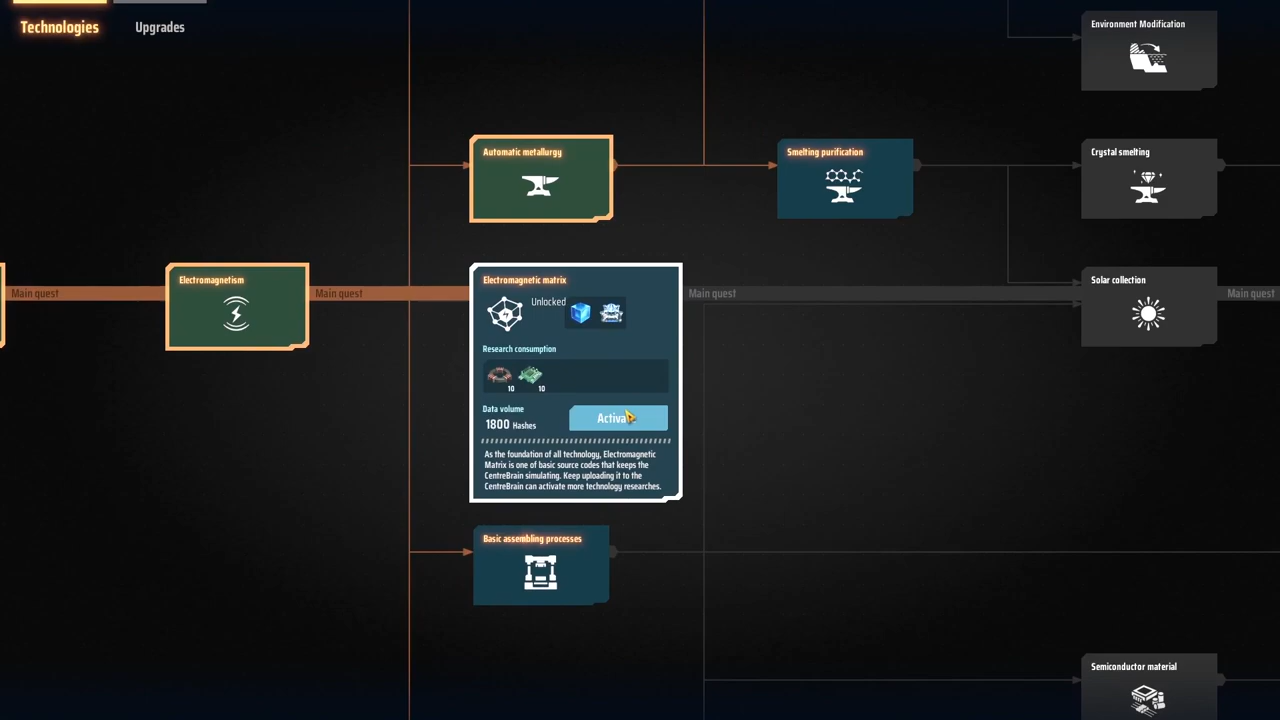 Technologies
Upgrades
Environment Modification
Automatic metallurgy
Smelting purification
Crystal smelting
Main quest
Electromagnetism
Main quest
Electromagnetic matrix
Unlocked
Main quest
Solar collection
Main quest
Research consumption
10
10
Data volume
1800 Hashes
As the foundation of all technology, Electromagnetic
Matrix is one of basic source codes that keeps the
CentreBrain simulating. Keep uploading it to the
CentreBrain can activate more technology researches.
Basic assembling processes
Semiconductor material